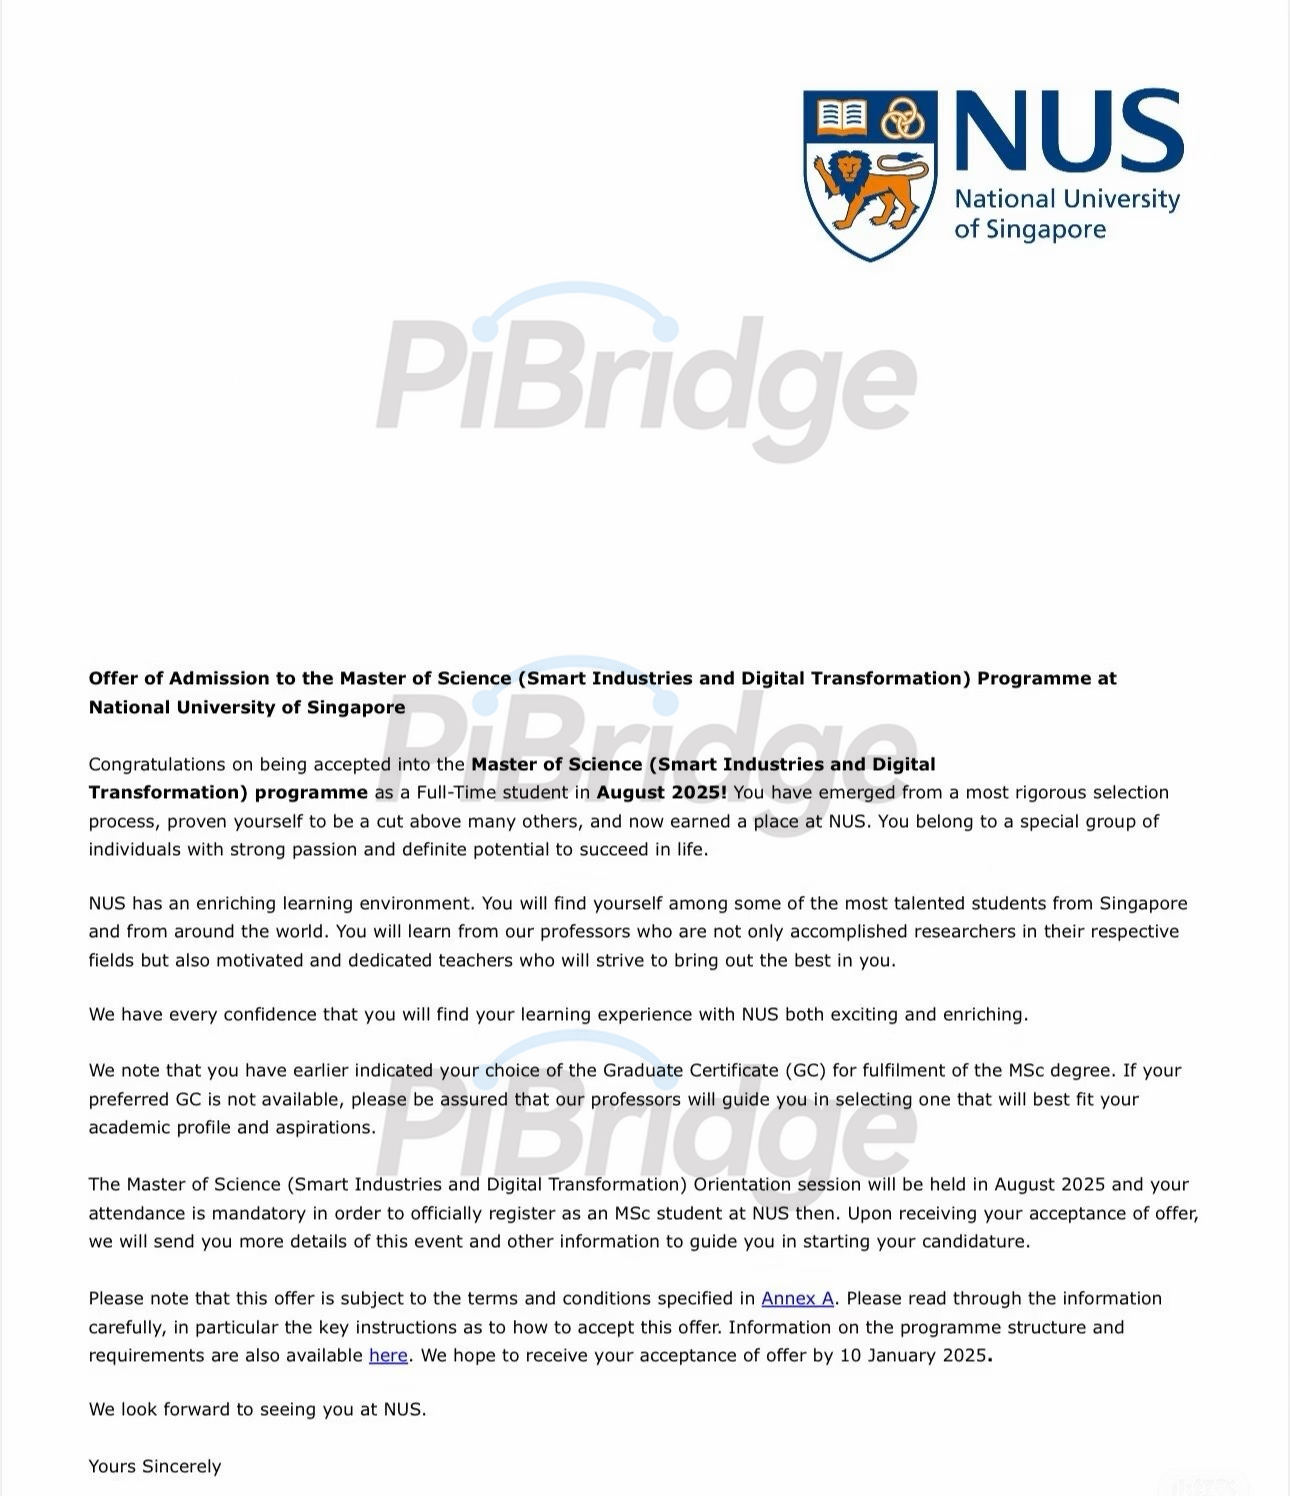 NUS
National University
of Singapore
PiBridge
Offer of Admission to the Master of Science (Smart Industries and Digital Transformation) Programme at
National University of Singapore
PiBridge
Congratulations on being accepted into the Master of Science (Smart Industries and Digital
Transformation) programme as a Full-Time student in August 2025! You have emerged from a most rigorous selection
process, proven yourself to be a cut above many others, and now earned a place at NUS. You belong to a special group of
individuals with strong passion and definite potential to succeed in life.
NUS has an enriching learning environment. You will find yourself among some of the most talented students from Singapore
and from around the world. You will learn from our professors who are not only accomplished researchers in their respective
fields but also motivated and dedicated teachers who will strive to bring out the best in you.
We have every confidence that you will find your learning experience with NUS both exciting and enriching.
We note that you have earlier indicated your choice of the Graduate Certificate (GC) for fulfilment of the MSc degree. If your
preferred GC is not available, please be assured that our professors will guide you in selecting one that will best fit your
academic profile and aspirations.
PiBridge
The Master of Science (Smart Industries and Digital Transformation) Orientation session will be held in August 2025 and your
attendance is mandatory in order to officially register as an MSc student at NUS then. Upon receiving your acceptance of offer,
we will send you more details of this event and other information to guide you in starting your candidature.
Please note that this offer is subject to the terms and conditions specified in Annex A. Please read through the information
carefully, in particular the key instructions as to how to accept this offer. Information on the programme structure and
requirements are also available here. We hope to receive your acceptance of offer by 10 January 2025.
We look forward to seeing you at NUS.
Yours Sincerely